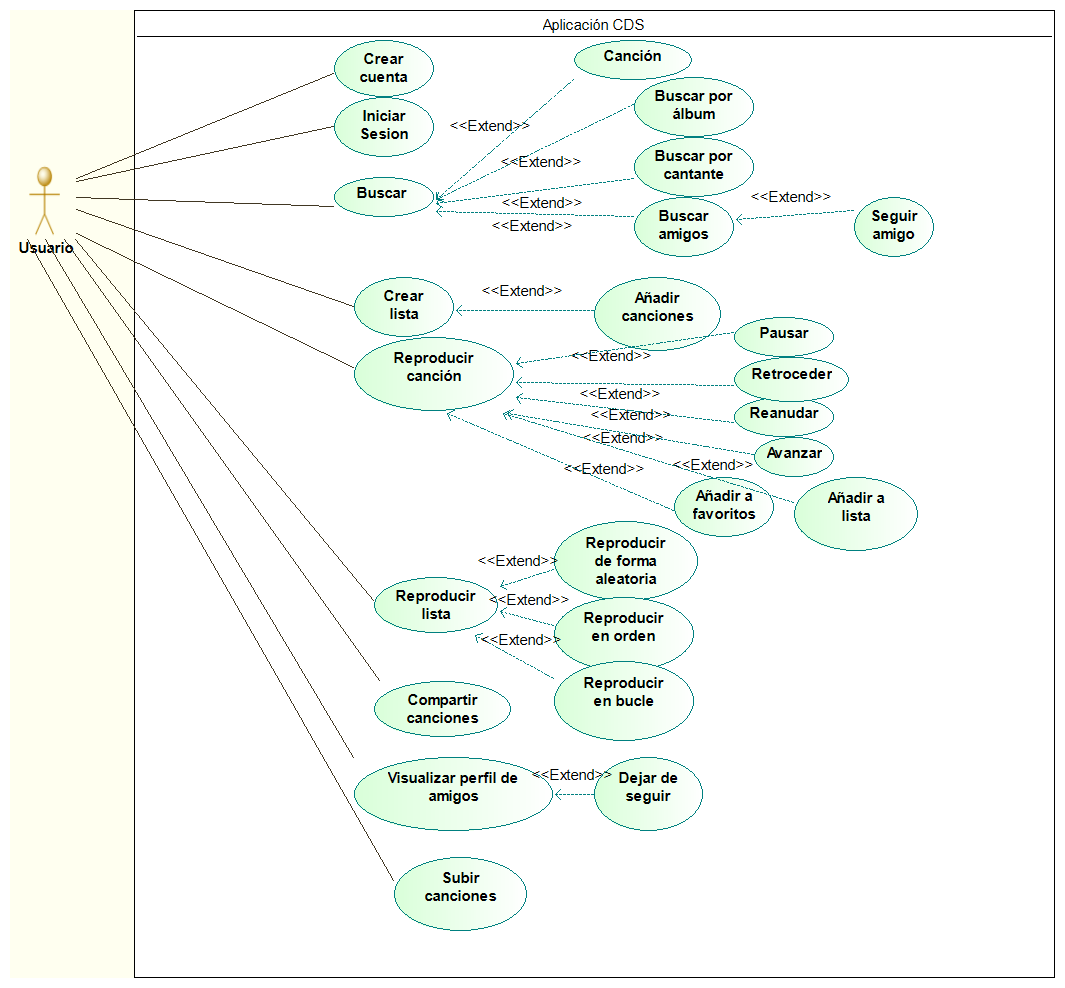 Aplicación CDS
Crear
cuenta
Canción
Iniciar
Sesion
<<Extend>>
Buscar por
álbum
<<Extend>>
Buscar por
cantante
Buscar
<<Extend>>
<<Extend>>
Buscar
amigos
<<Extend>>
Seguir
amigo
Usuario
Crear
lista
<<Extend>>
Añadir
canciones
Reproducir
canción
<<Extend>>
Pausar
<<Extend>>
Retroceder
<<Extend>>
Reanudar
<<Extend>>
Avanzar
<<Extend>>
<<Extend>>
Añadir a
favoritos
Añadir a
lista
Reproducir
lista
<<Extend>>
Reproducir
de forma
aleatoria
<<Extend>>
Reproducir
en orden
<<Extend>>
Reproducir
en bucle
Compartir
canciones
Visualizar perfil de
amigos
<<Extend>>
Dejar de
seguir
Subir
canciones